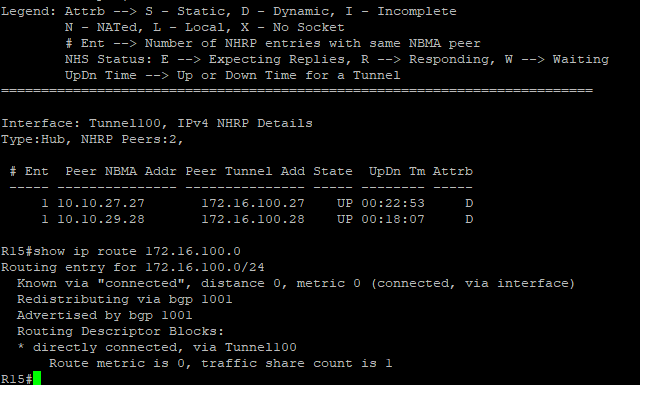 Legend: Attrb --> S - Static, D - Dynamic, I - Incomplete
N - NATed, L - Local, X - No Socket
# Ent --> Number of NHRP entries with same NBMA peer
NHS Status: E --> Expecting Replies, R --> Responding, W --> Waiting
UpDn Time --> Up or Down Time for a Tunnel
==========================================================================
Interface: Tunnel100, IPv4 NHRP Details
Type:Hub, NHRP Peers:2,
# Ent  Peer NBMA Addr Peer Tunnel Add State  UpDn Tm Attrb
----- --------------- --------------- ----- -------- -----
1 10.10.27.27       172.16.100.27    UP 00:22:53     D
1 10.10.29.28       172.16.100.28    UP 00:18:07     D
R15#show ip route 172.16.100.0
Routing entry for 172.16.100.0/24
Known via "connected", distance 0, metric 0 (connected, via interface)
Redistributing via bgp 1001
Advertised by bgp 1001
Routing Descriptor Blocks:
* directly connected, via Tunnel100
Route metric is 0, traffic share count is 1
R15#